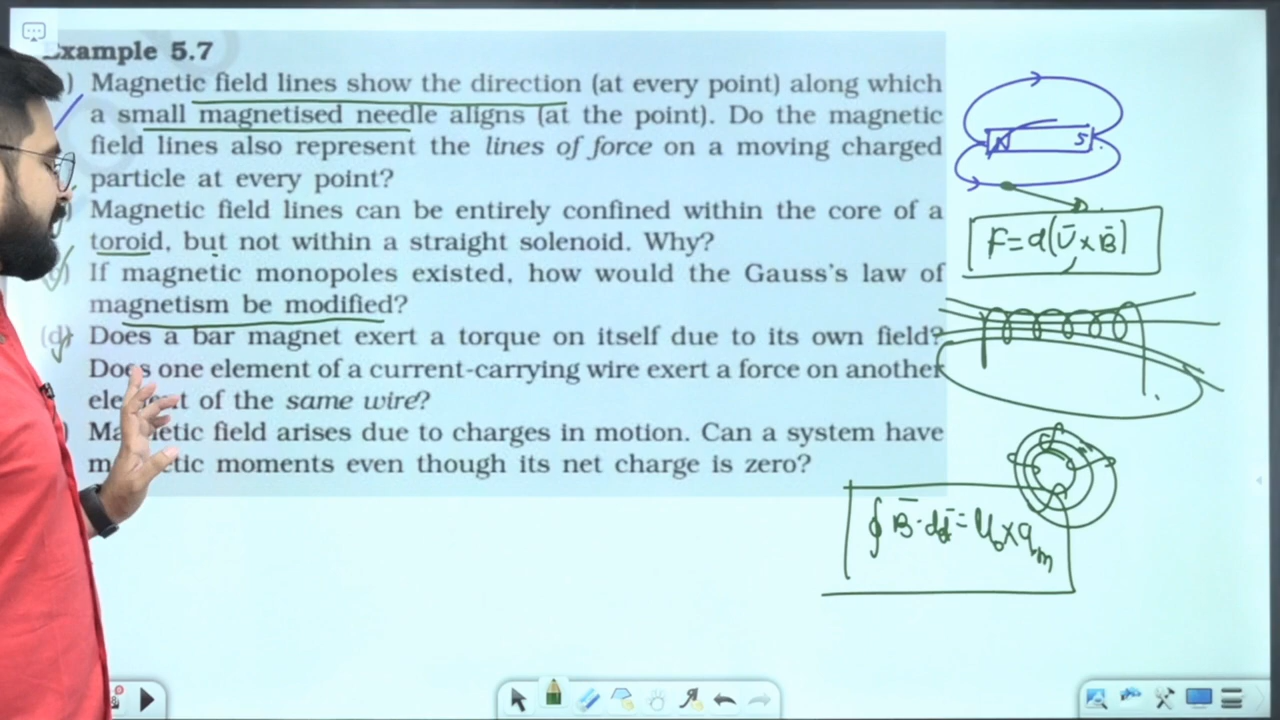 Example 5.7
Magnetic field lines show the direction (at every point) along which
a small magnetised needle aligns (at the point). Do the magnetic
field lines also represent the lines of force on a moving charged
particle at every point?
Magnetic field lines can be entirely confined within the core of a
toroid, but not within a straight solenoid. Why?
If magnetic monopoles existed, how would the Gauss's law of
magnetism be modified?
(d) Does a bar magnet exert a torque on itself due to its own field?
Does one element of a current-carrying wire exert a force on another
element of the same wire?
Magnetic field arises due to charges in motion. Can a system have
magnetic moments even though its net charge is zero?
N S
F = q(V̄ × B̄)
∮ B̄ · ds̄ = μ₀ × qₘ